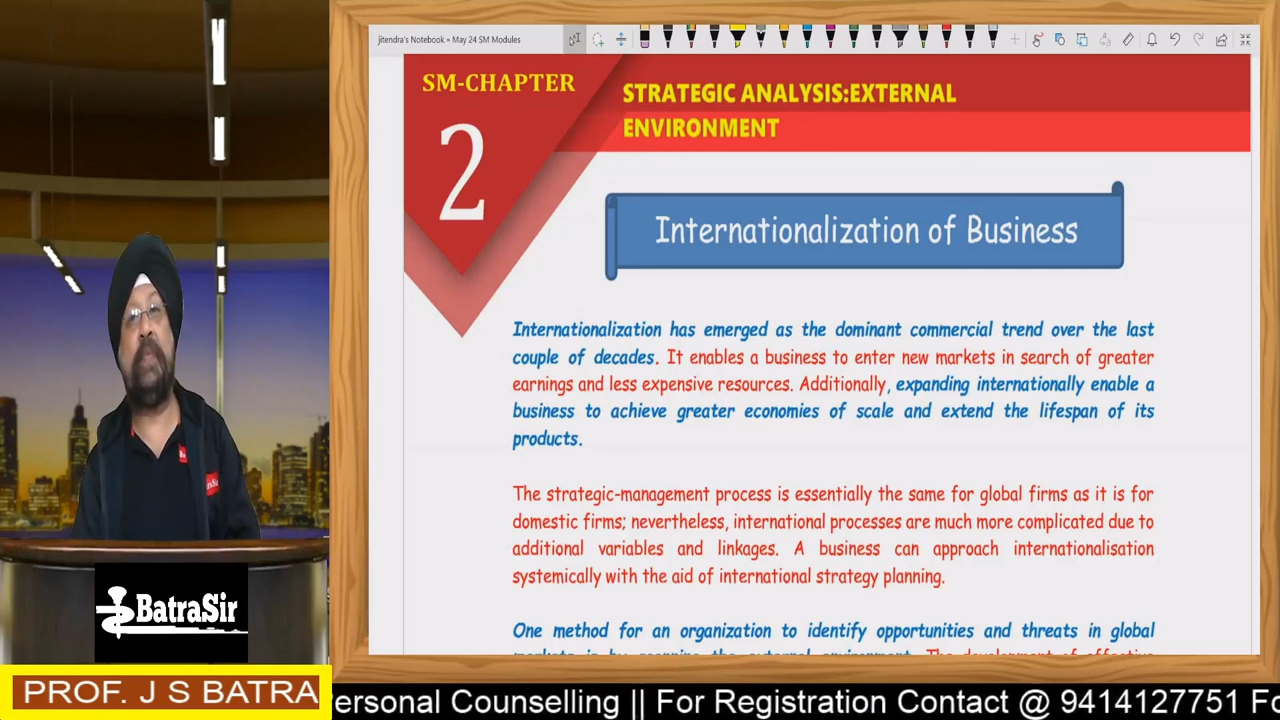 jitendra's Notebook » May 24 SM Modules
SM-CHAPTER
2
STRATEGIC ANALYSIS:EXTERNAL
ENVIRONMENT
Internationalization of Business
Internationalization has emerged as the dominant commercial trend over the last
couple of decades. It enables a business to enter new markets in search of greater
earnings and less expensive resources. Additionally, expanding internationally enable a
business to achieve greater economies of scale and extend the lifespan of its
products.
The strategic-management process is essentially the same for global firms as it is for
domestic firms; nevertheless, international processes are much more complicated due to
additional variables and linkages. A business can approach internationalisation
systemically with the aid of international strategy planning.
One method for an organization to identify opportunities and threats in global
BatraSir
PROF. J S BATRA
ersonal Counselling || For Registration Contact @ 9414127751 Fo